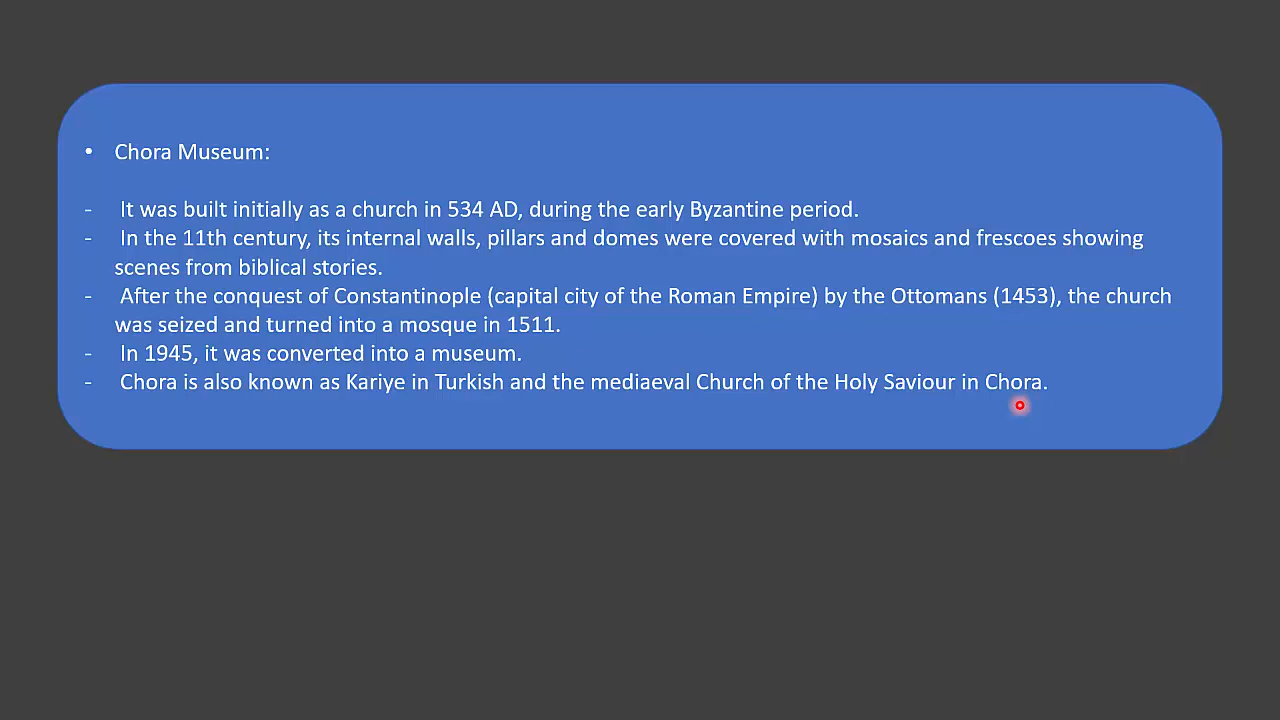 • Chora Museum:
- It was built initially as a church in 534 AD, during the early Byzantine period.
- In the 11th century, its internal walls, pillars and domes were covered with mosaics and frescoes showing
scenes from biblical stories.
- After the conquest of Constantinople (capital city of the Roman Empire) by the Ottomans (1453), the church
was seized and turned into a mosque in 1511.
- In 1945, it was converted into a museum.
- Chora is also known as Kariye in Turkish and the mediaeval Church of the Holy Saviour in Chora.